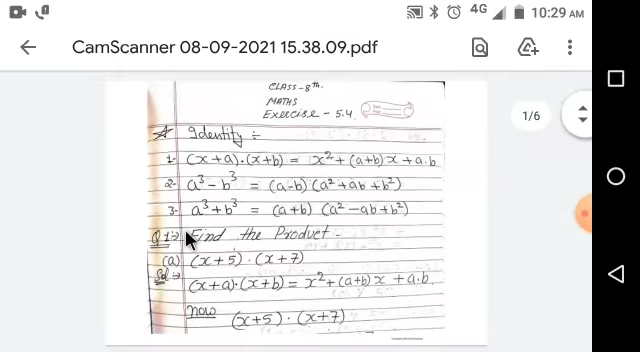 4G 10:29 AM
CamScanner 08-09-2021 15.38.09.pdf
1/6
CLASS-8th.
MATHS
Exercise - 5.4.
Identity :-
1- (x+a).(x+b) = x²+(a+b)x+a.b
2- a³-b³ = (a-b)(a²+ab+b²)
3- a³+b³ = (a+b) (a²-ab+b²)
Q1⇒ Find the Product -
(a) (x+5).(x+7)
Sol⇒
(x+a).(x+b) = x²+(a+b)x+a.b.
now (x+5).(x+7)